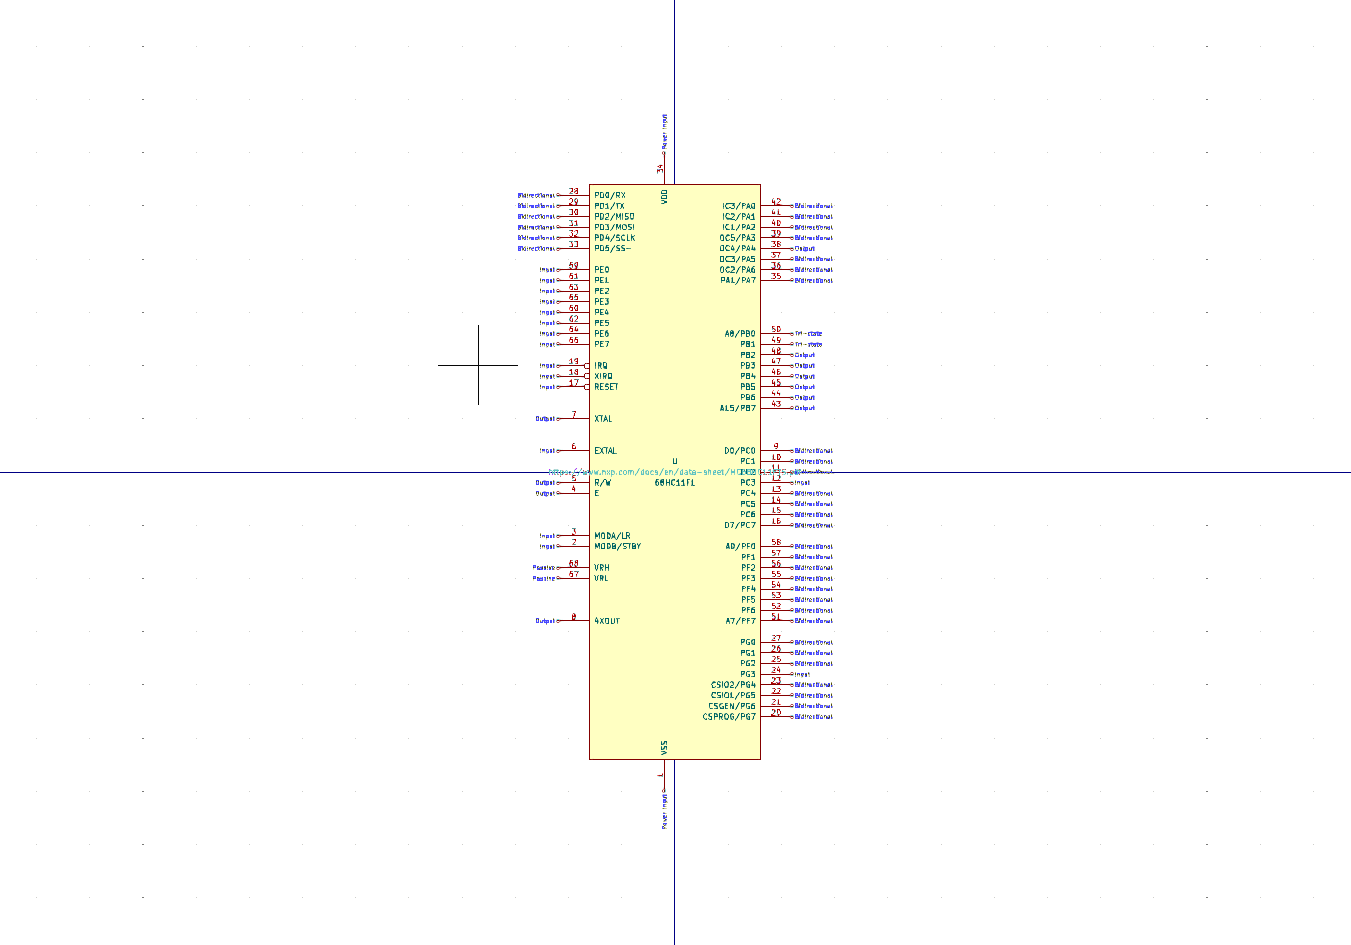 Power Input
34
VDD
Bidirectional 28 PD0/RX
Bidirectional 29 PD1/TX
Bidirectional 30 PD2/MISO
Bidirectional 31 PD3/MOSI
Bidirectional 32 PD4/SCLK
Bidirectional 33 PD5/SS~
Input 59 PE0
Input 61 PE1
Input 63 PE2
Input 65 PE3
Input 60 PE4
Input 62 PE5
Input 64 PE6
Input 66 PE7
Input 19 IRQ
Input 18 XIRQ
Input 17 RESET
Output 7 XTAL
Input 6 EXTAL
Output 5 R/W
Output 4 E
Input 3 MODA/LR
Input 2 MODB/STBY
Passive 68 VRH
Passive 67 VRL
Output 8 4XOUT
U
https://www.nxp.com/docs/en/data-sheet/
68HC11F1
IC3/PA0 42 Bidirectional
IC2/PA1 41 Bidirectional
IC1/PA2 40 Bidirectional
OC5/PA3 39 Bidirectional
OC4/PA4 38 Output
OC3/PA5 37 Bidirectional
OC2/PA6 36 Bidirectional
PA1/PA7 35 Bidirectional
A8/PB0 50 Tri-state
PB1 49 Tri-state
PB2 48 Output
PB3 47 Output
PB4 46 Output
PB5 45 Output
PB6 44 Output
A15/PB7 43 Output
D0/PC0 9 Bidirectional
PC1 10 Bidirectional
PC2 11 Bidirectional
PC3 12 Input
PC4 13 Bidirectional
PC5 14 Bidirectional
PC6 15 Bidirectional
D7/PC7 16 Bidirectional
A0/PF0 58 Bidirectional
PF1 57 Bidirectional
PF2 56 Bidirectional
PF3 55 Bidirectional
PF4 54 Bidirectional
PF5 53 Bidirectional
PF6 52 Bidirectional
A7/PF7 51 Bidirectional
PG0 27 Bidirectional
PG1 26 Bidirectional
PG2 25 Bidirectional
PG3 24 Input
CSIO2/PG4 23 Bidirectional
CSIO1/PG5 22 Bidirectional
CSGEN/PG6 21 Bidirectional
CSPROG/PG7 20 Bidirectional
VSS
1
Power Input